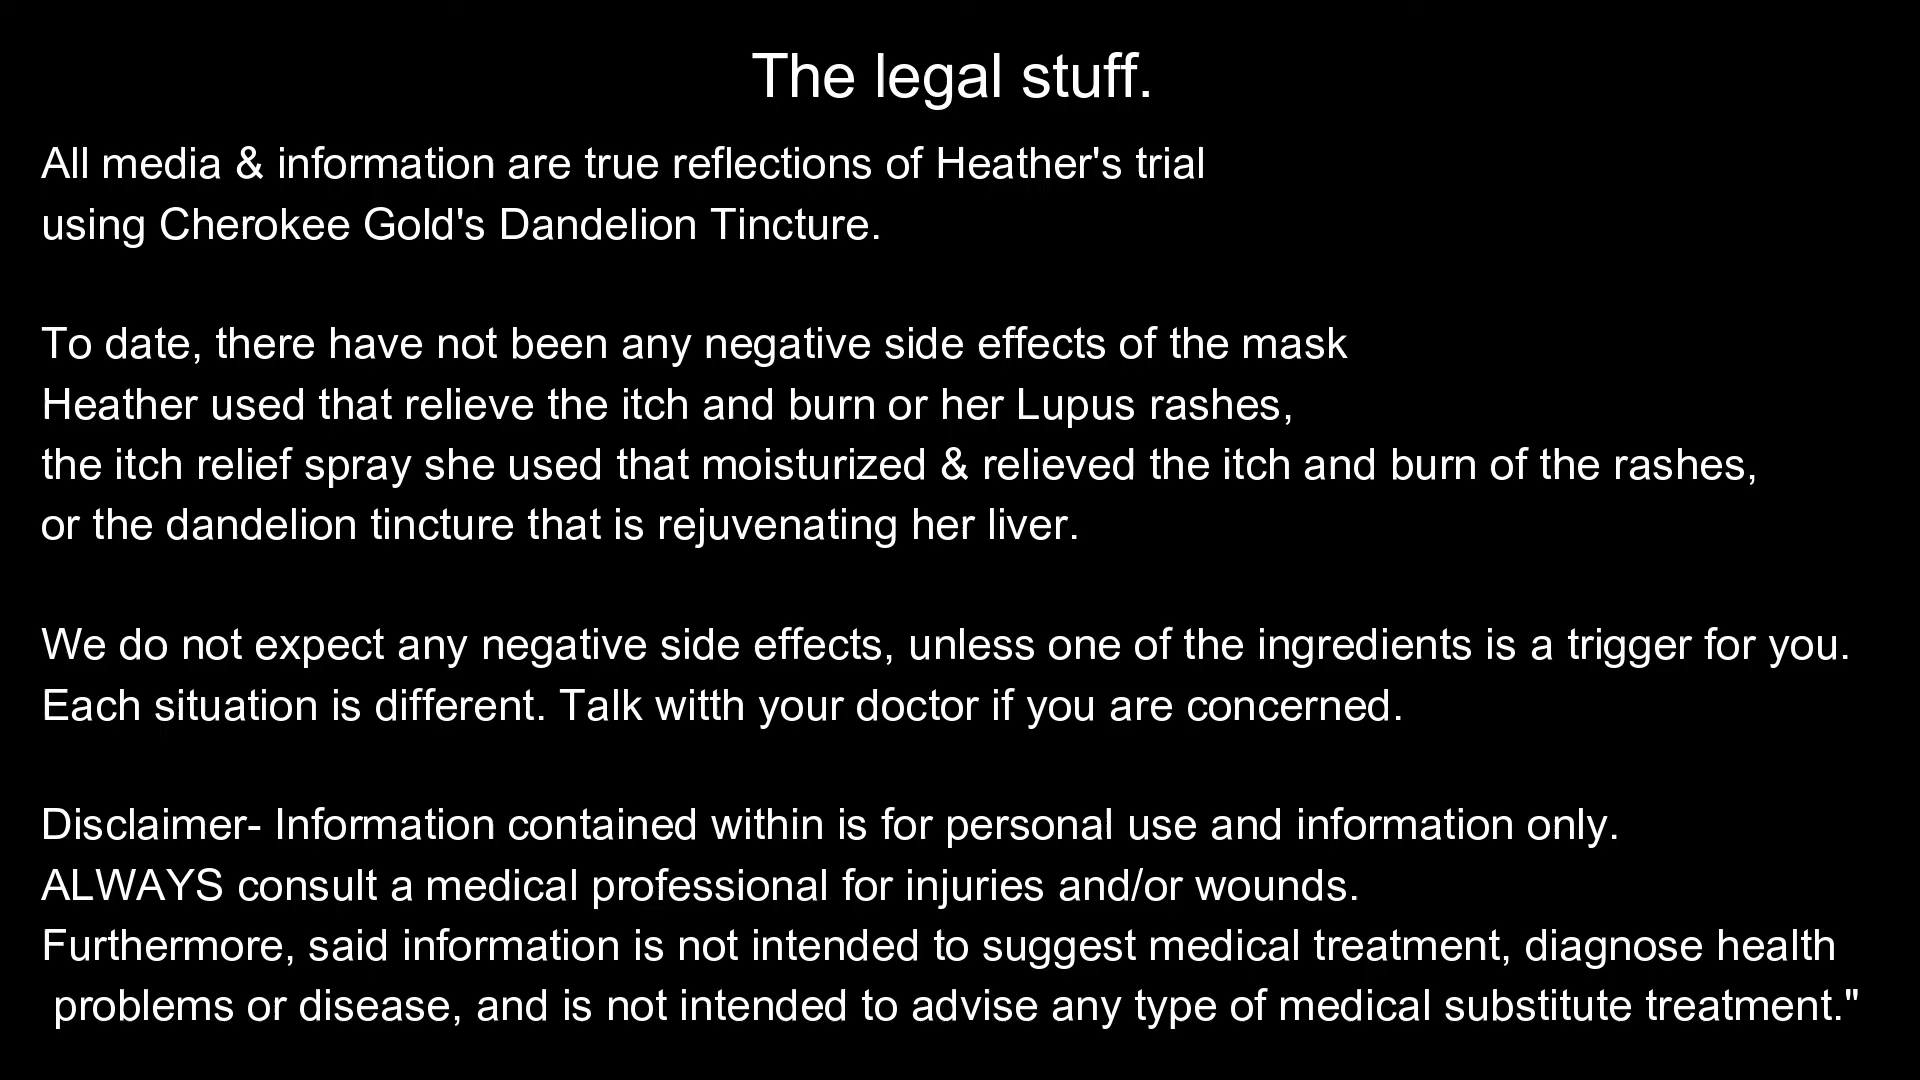 The legal stuff.
All media & information are true reflections of Heather's trial
using Cherokee Gold's Dandelion Tincture.
To date, there have not been any negative side effects of the mask
Heather used that relieve the itch and burn or her Lupus rashes,
the itch relief spray she used that moisturized & relieved the itch and burn of the rashes,
or the dandelion tincture that is rejuvenating her liver.
We do not expect any negative side effects, unless one of the ingredients is a trigger for you.
Each situation is different. Talk witth your doctor if you are concerned.
Disclaimer- Information contained within is for personal use and information only.
ALWAYS consult a medical professional for injuries and/or wounds.
Furthermore, said information is not intended to suggest medical treatment, diagnose health
problems or disease, and is not intended to advise any type of medical substitute treatment."